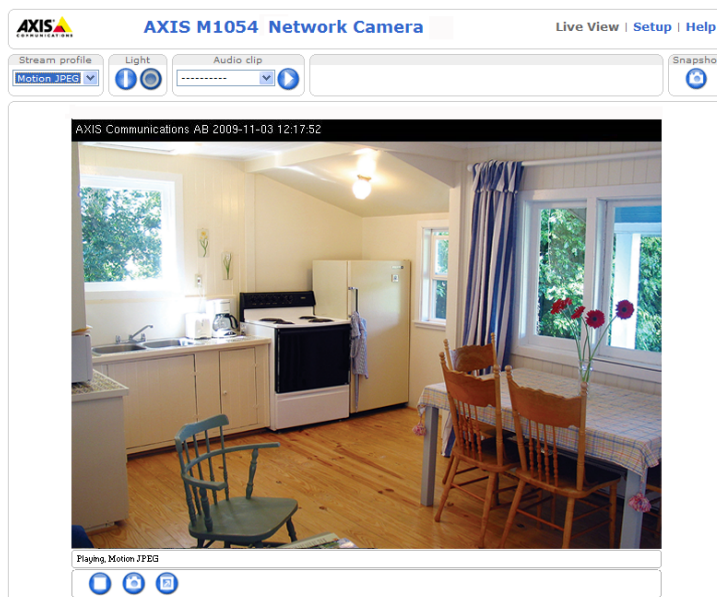 AXIS
COMMUNICATIONS
AXIS M1054 Network Camera
Live View | Setup | Help
Stream profile
Light
Audio clip
Snapsho
Motion JPEG
----------
AXIS Communications AB 2009-11-03 12:17:52
Playing, Motion JPEG